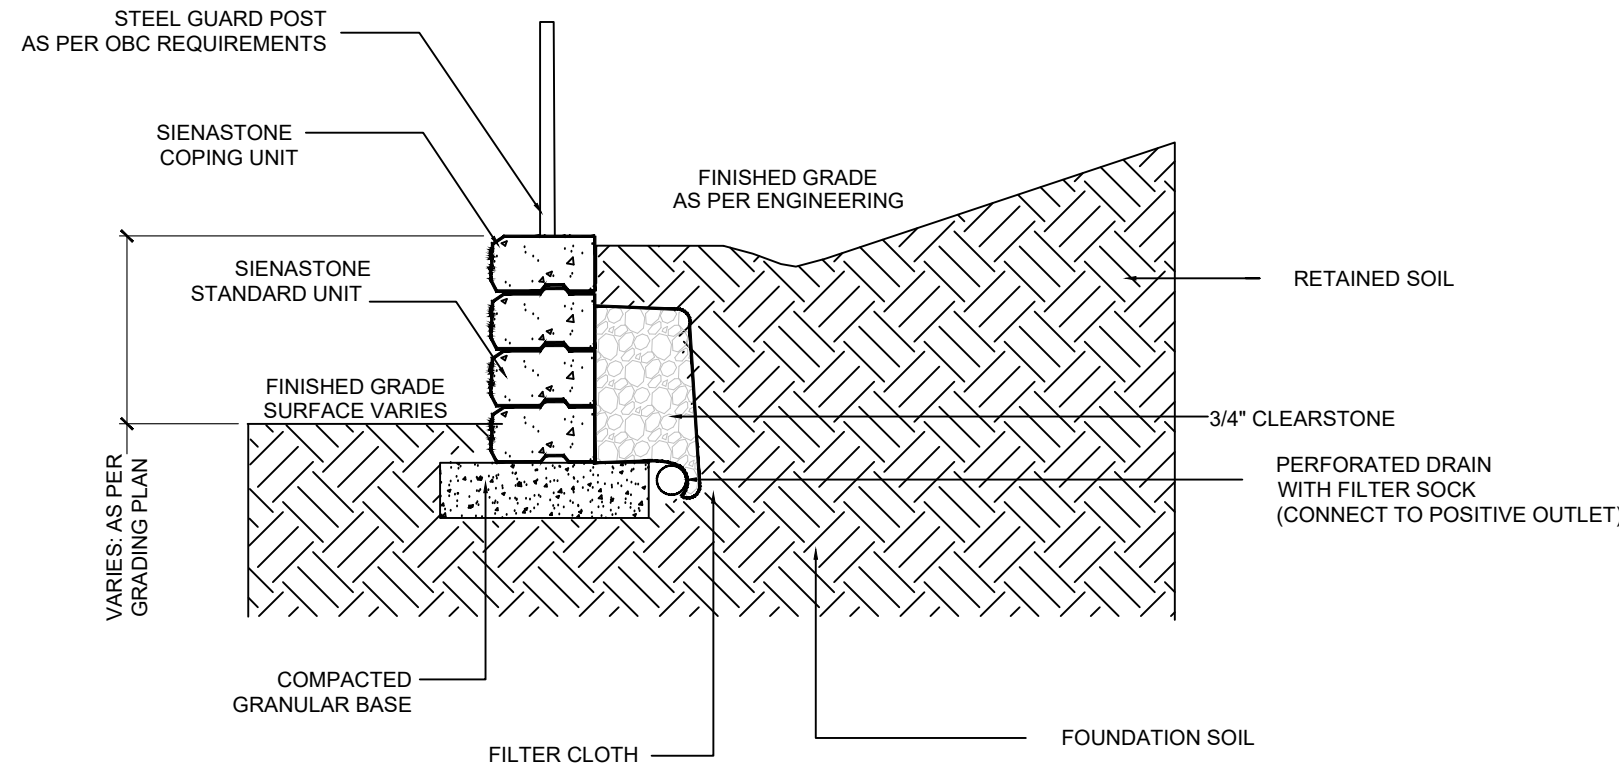 STEEL GUARD POST
AS PER OBC REQUIREMENTS
SIENASTONE
COPING UNIT
FINISHED GRADE
AS PER ENGINEERING
SIENASTONE
STANDARD UNIT
RETAINED SOIL
FINISHED GRADE
SURFACE VARIES
3/4" CLEARSTONE
VARIES: AS PER
GRADING PLAN
PERFORATED DRAIN
WITH FILTER SOCK
(CONNECT TO POSITIVE OUTLET)
COMPACTED
GRANULAR BASE
FOUNDATION SOIL
FILTER CLOTH